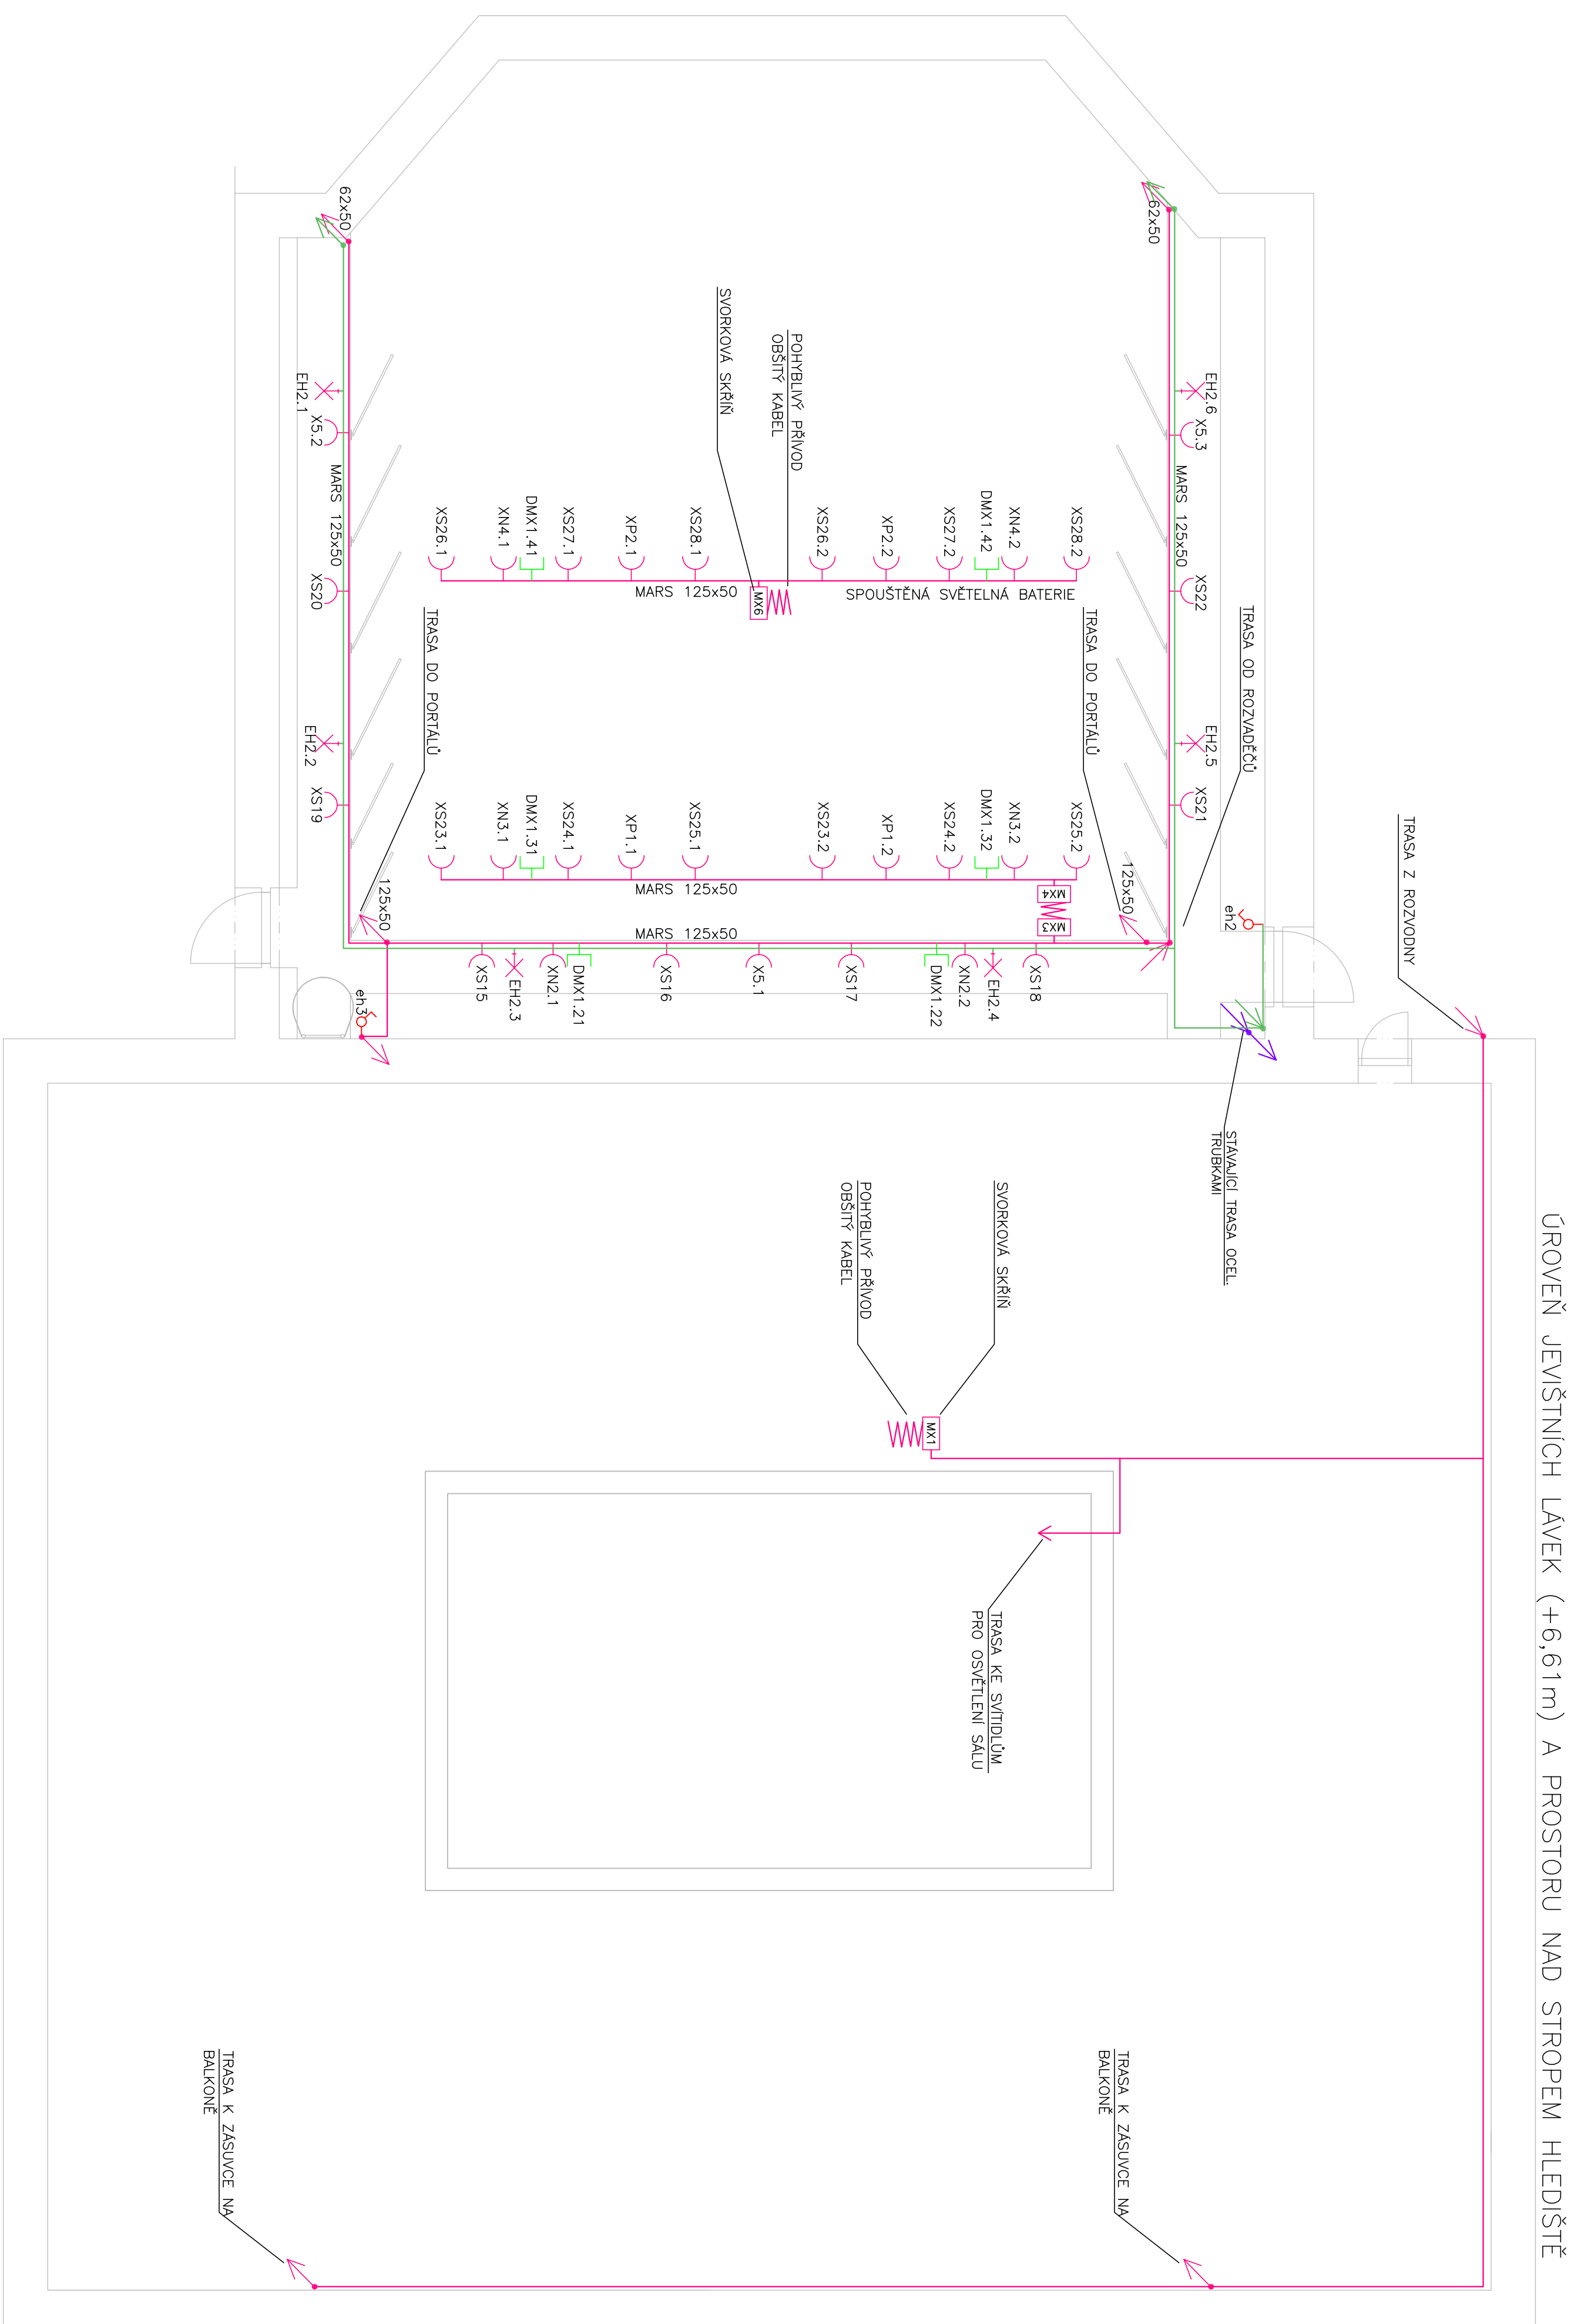 ÚROVEŇ JEVIŠTNÍCH LÁVEK (+6,61m) A PROSTORU NAD STROPEM HLEDIŠTĚ
TRASA Z ROZVODNY
TRASA OD ROZVADĚČŮ
eh2
STÁVAJÍCÍ TRASA OCEL.
TRUBKAMI
62x50
EH2.6
X5.3
MARS 125x50
XS22
EH2.5
XS21
125x50
TRASA DO PORTÁLŮ
XS28.2
XN4.2
DMX1.42
XS27.2
XP2.2
XS26.2
XS28.1
XP2.1
XS27.1
DMX1.41
XN4.1
XS26.1
SPOUŠTĚNÁ SVĚTELNÁ BATERIE
MX6
MARS 125x50
POHYBLIVÝ PŘÍVOD
OBŠITÝ KABEL
SVORKOVÁ SKŘÍŇ
XS25.2
XN3.2
DMX1.32
XS24.2
XP1.2
XS23.2
XS25.1
XP1.1
XS24.1
DMX1.31
XN3.1
XS23.1
MX4
MX3
MARS 125x50
MARS 125x50
XS18
EH2.4
XN2.2
DMX1.22
XS17
X5.1
XS16
DMX1.21
XN2.1
EH2.3
XS15
TRASA DO PORTÁLŮ
125x50
eh3
62x50
EH2.1
X5.2
MARS 125x50
XS20
EH2.2
XS19
SVORKOVÁ SKŘÍŇ
POHYBLIVÝ PŘÍVOD
OBŠITÝ KABEL
MX1
TRASA KE SVÍTIDLŮM
PRO OSVĚTLENÍ SÁLU
TRASA K ZÁSUVCE NA
BALKONĚ
TRASA K ZÁSUVCE NA
BALKONĚ